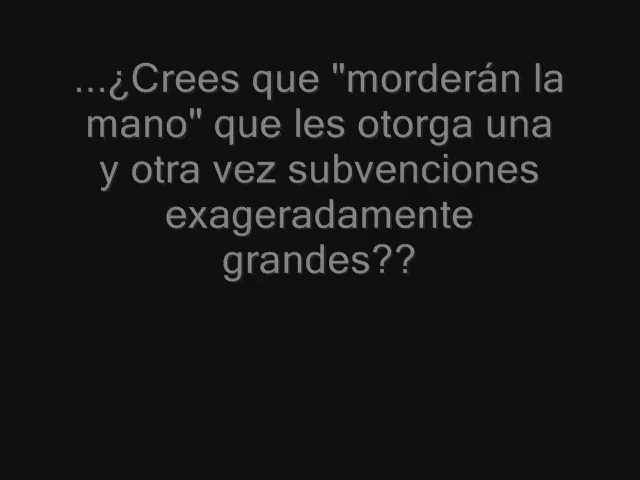 ...¿Crees que "morderán la
mano" que les otorga una
y otra vez subvenciones
exageradamente
grandes??